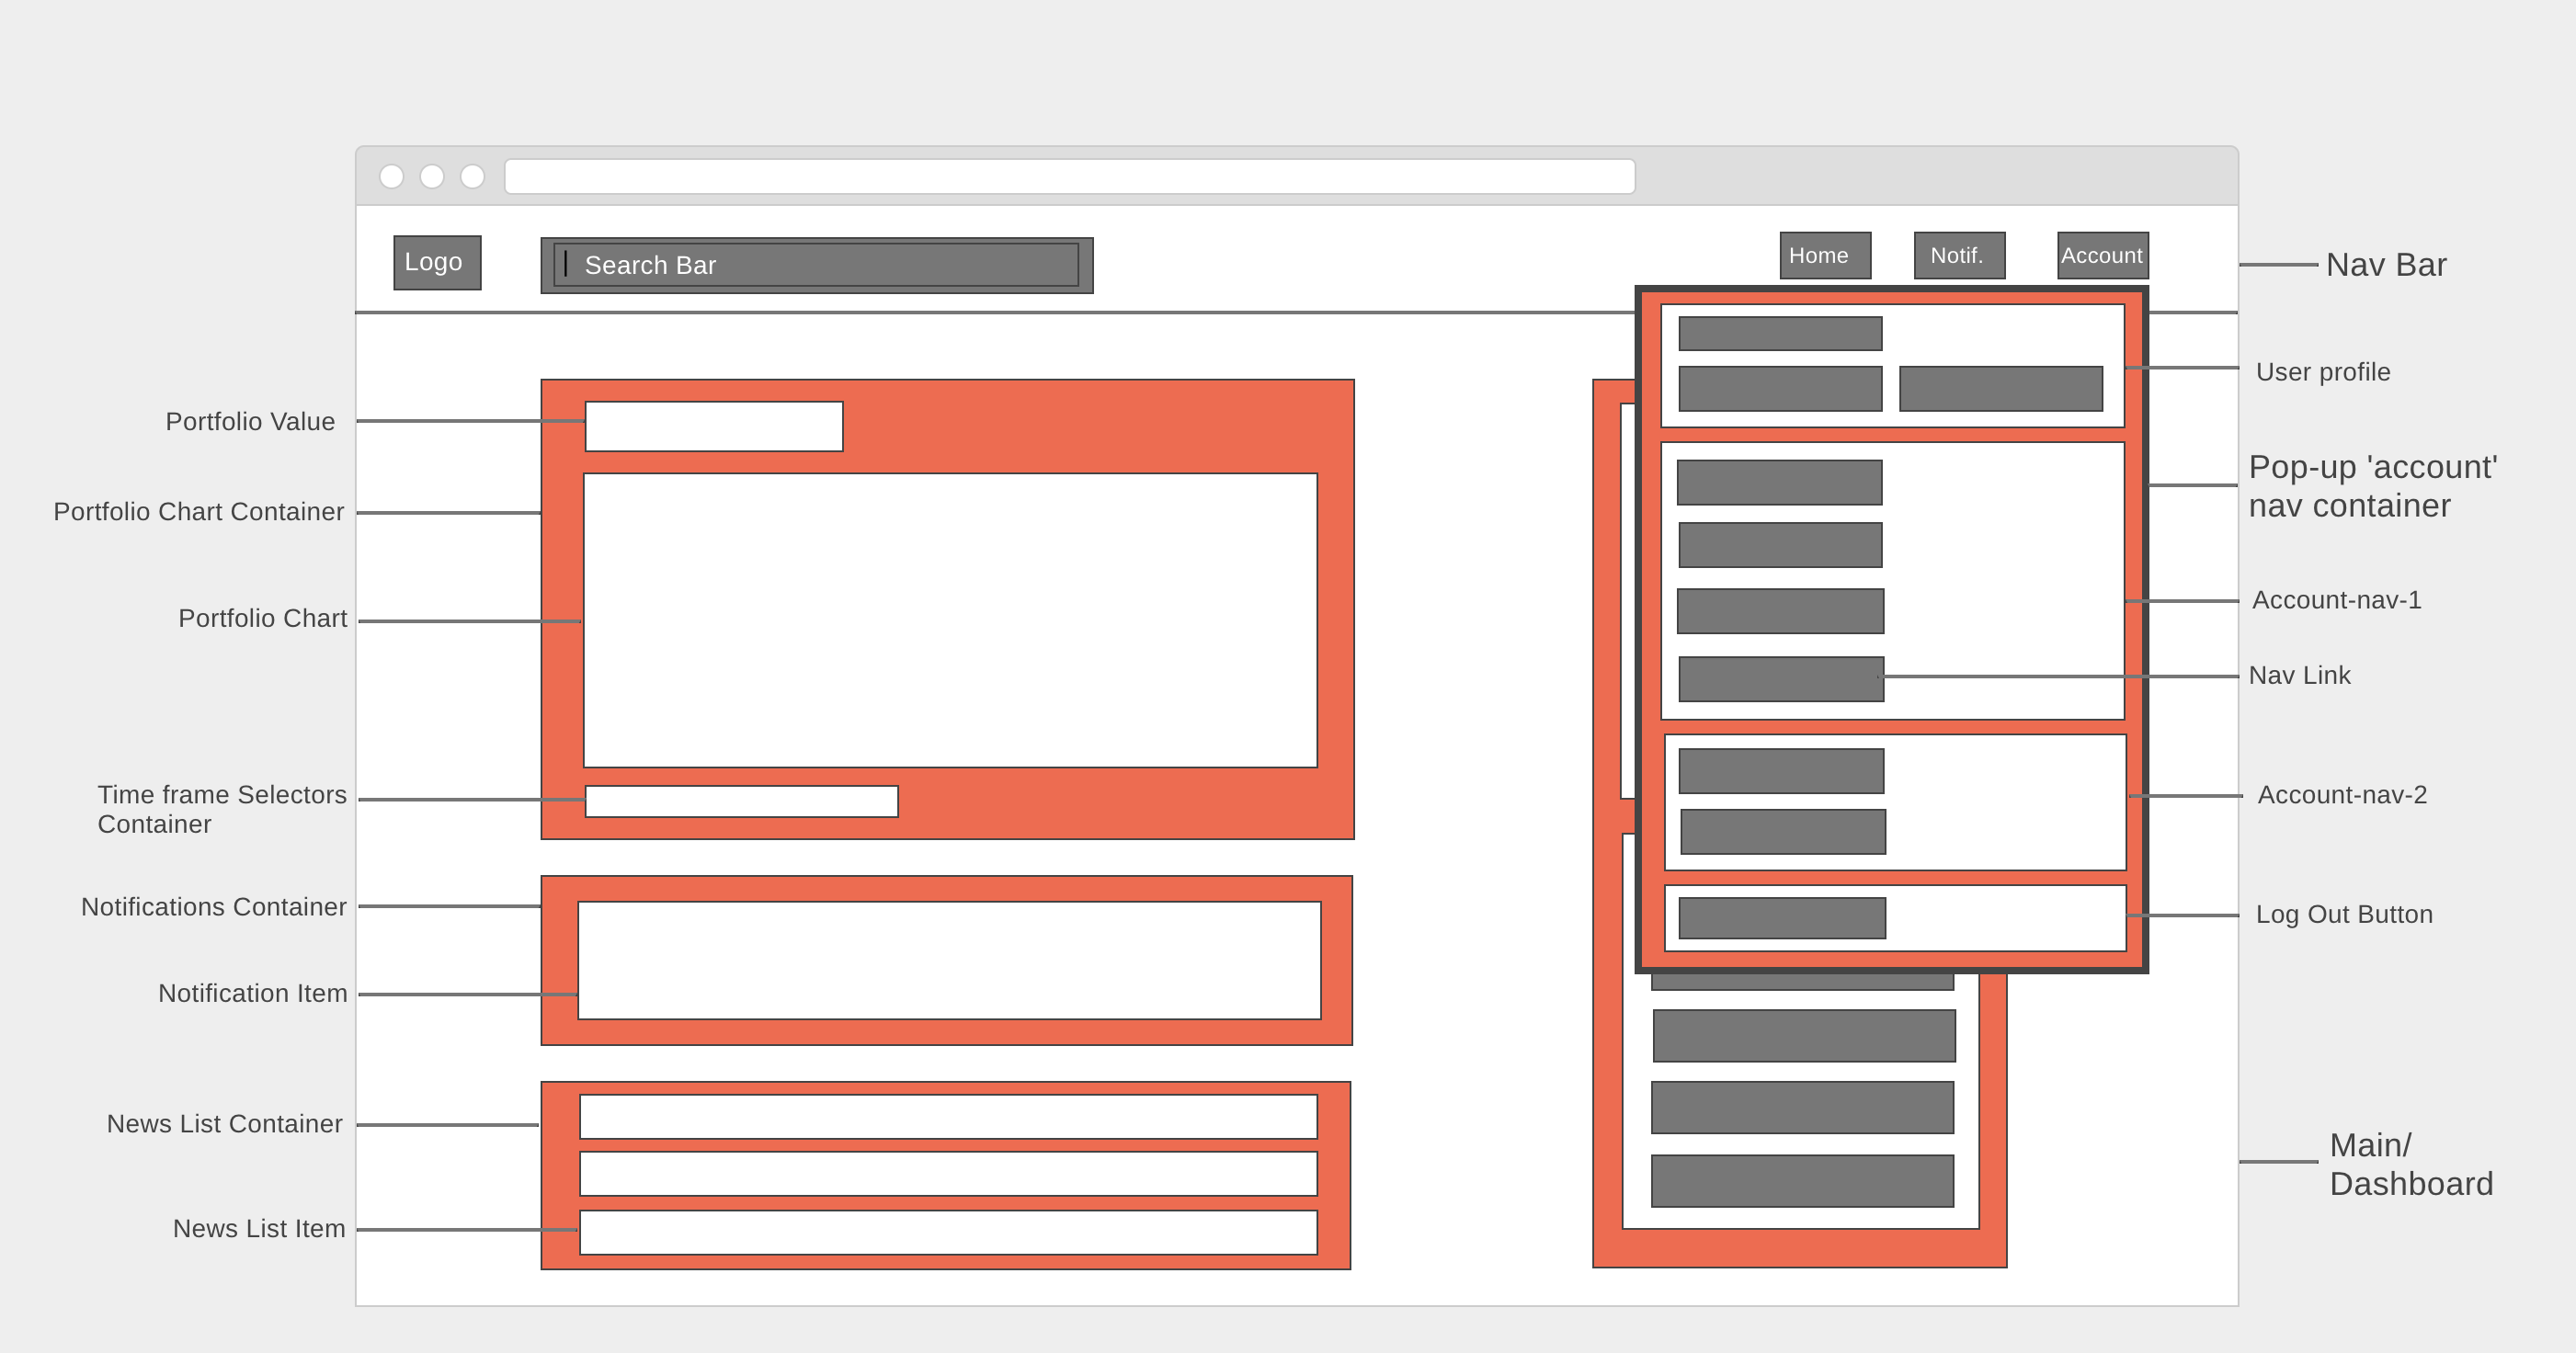 Logo
Search Bar
Home
Notif.
Account
Nav Bar
User profile
Portfolio Value
Pop-up 'account'
nav container
Portfolio Chart Container
Account-nav-1
Portfolio Chart
Nav Link
Time frame Selectors
Container
Account-nav-2
Notifications Container
Log Out Button
Notification Item
News List Container
Main/
Dashboard
News List Item